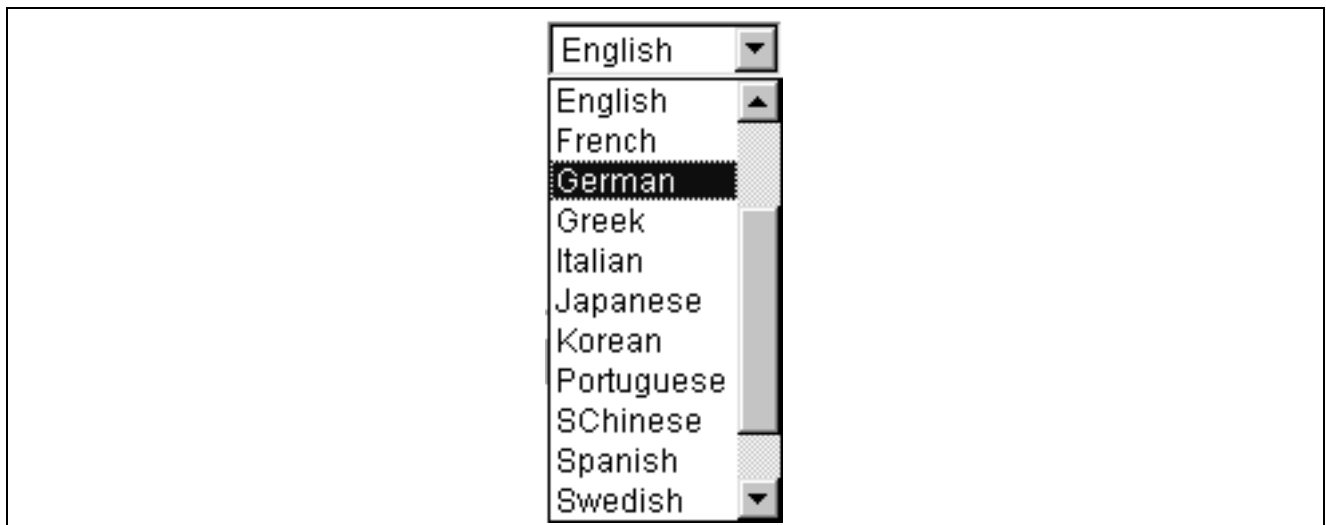 English
English
French
German
Greek
Italian
Japanese
Korean
Portuguese
SChinese
Spanish
Swedish